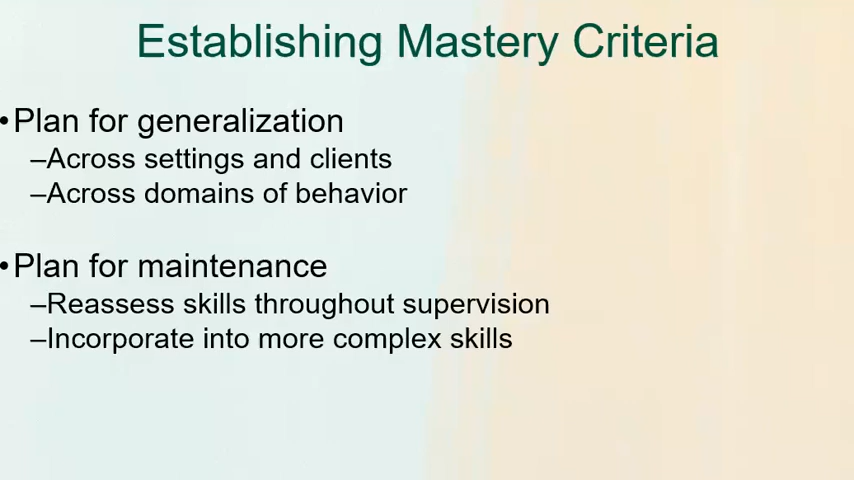 Establishing Mastery Criteria
•Plan for generalization
–Across settings and clients
–Across domains of behavior
•Plan for maintenance
–Reassess skills throughout supervision
–Incorporate into more complex skills